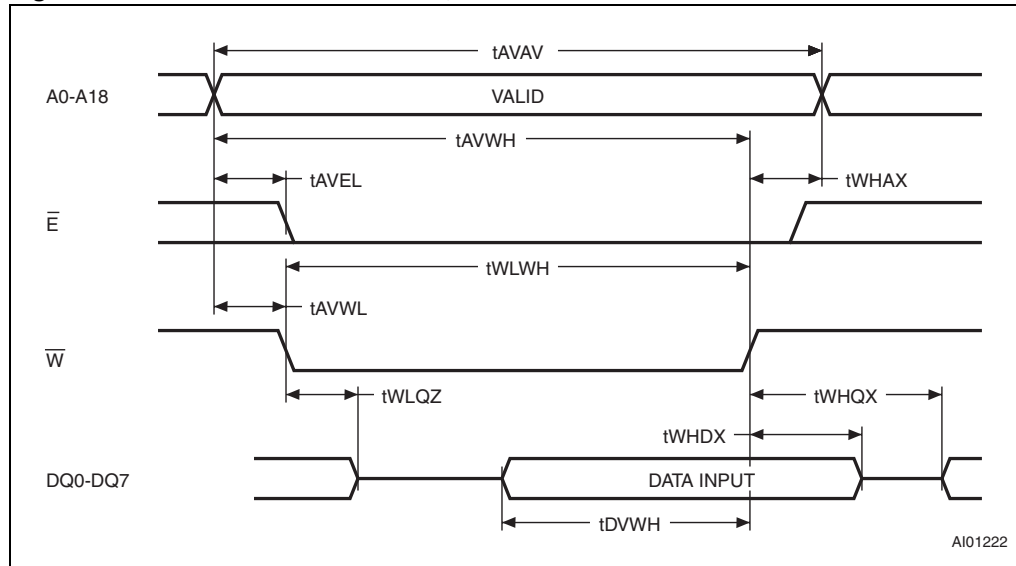 tAVAV
A0-A18
VALID
tAVWH
tAVEL
tWHAX
E̅
tWLWH
tAVWL
W̅
tWLQZ
tWHQX
tWHDX
DQ0-DQ7
DATA INPUT
tDVWH
AI01222